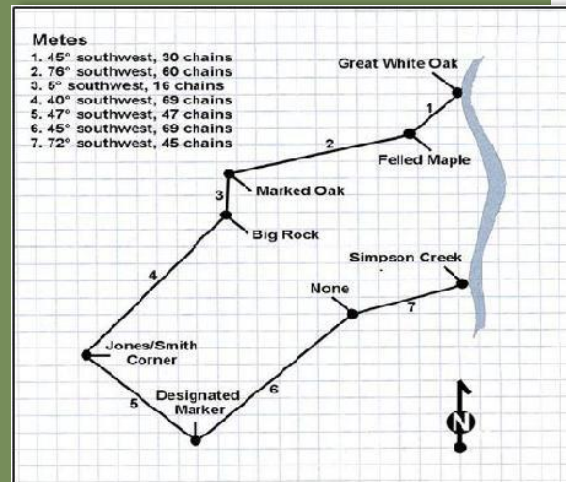 Metes
1. 45° southwest, 30 chains
2. 76° southwest, 60 chains
3. 5° southwest, 16 chains
4. 40° southwest, 69 chains
5. 47° southwest, 47 chains
6. 45° southwest, 69 chains
7. 72° southwest, 45 chains
Great White Oak
1
2
Felled Maple
3
Marked Oak
Big Rock
Simpson Creek
4
None
7
Jones/Smith
Corner
6
Designated
Marker
5
N